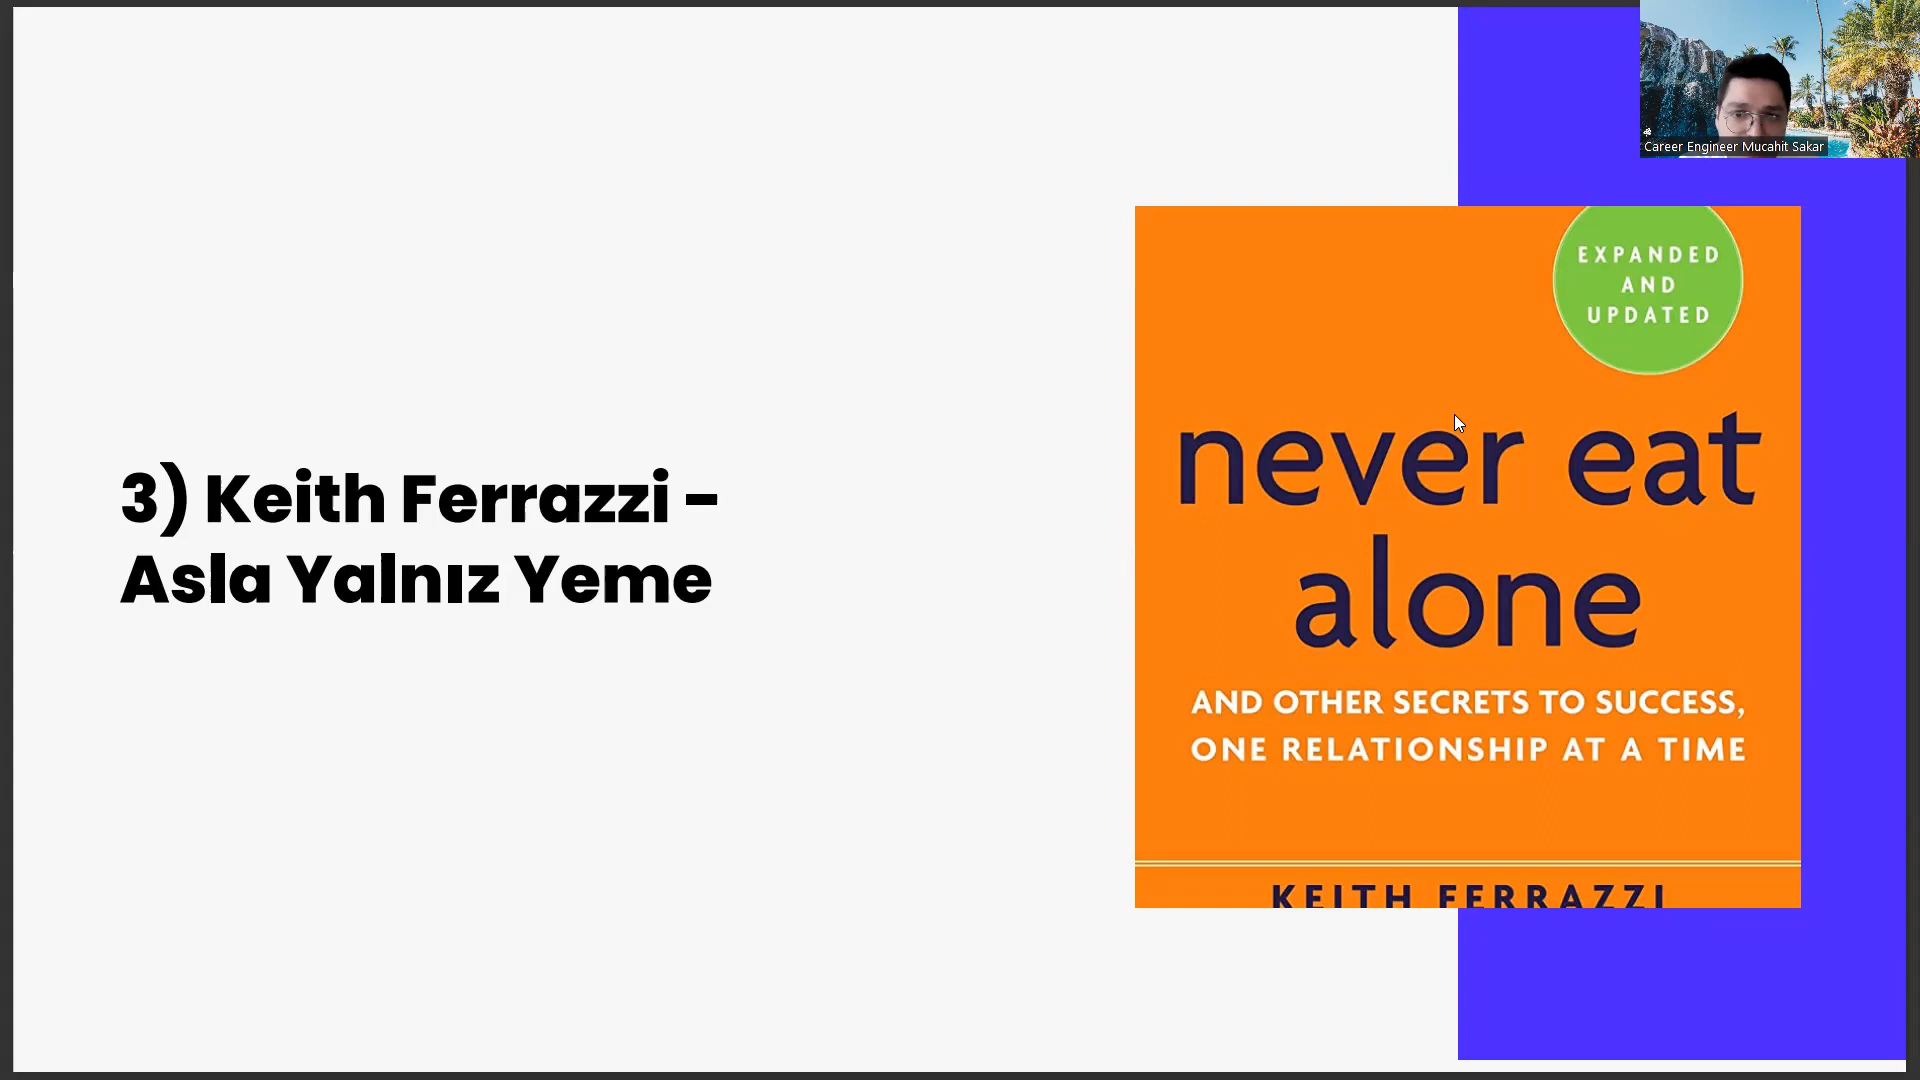 Career Engineer Mucahit Sakar
3) Keith Ferrazzi –
Asla Yalnız Yeme
EXPANDED
AND
UPDATED
never eat
alone
AND OTHER SECRETS TO SUCCESS,
ONE RELATIONSHIP AT A TIME
KEITH FERRAZZI